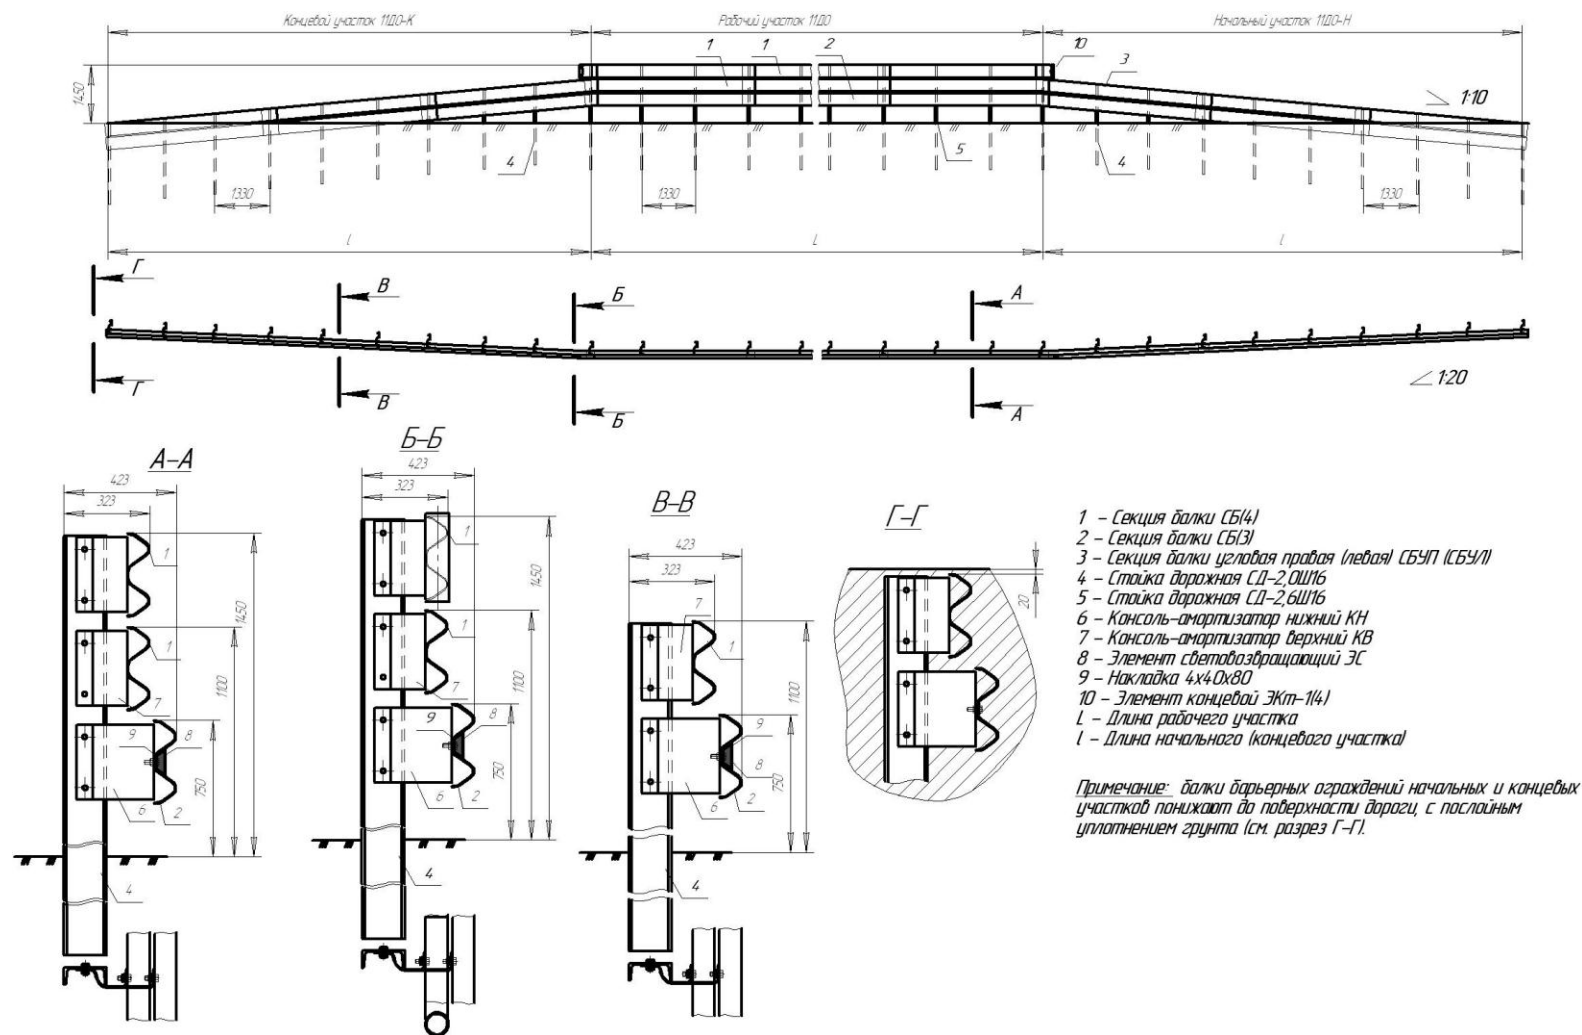 Концевой участок 11ДО-К
Рабочий участок 11ДО
Начальный участок 11ДО-Н
1
1
2
10
3
1450
1:10
4
5
4
1330
1330
1330
l
L
l
Г
В
Б
А
Г
В
Б
А
1:20
А-А
423
323
1
1
7
9
8
6
2
4
750
1100
1450
Б-Б
423
323
1
1
7
9
8
6
2
4
750
1100
1450
В-В
423
323
7
1
9
8
6
2
4
750
1100
Г-Г
20
1 - Секция балки СБ(4)
2 - Секция балки СБ(3)
3 - Секция балки угловая правая (левая) СБУП (СБУЛ)
4 - Стойка дорожная СД-2,0Ш16
5 - Стойка дорожная СД-2,6Ш16
6 - Консоль-амортизатор нижний КН
7 - Консоль-амортизатор верхний КВ
8 - Элемент световозвращающий ЭС
9 - Накладка 4х40х80
10 - Элемент концевой ЭКт-1(4)
L - Длина рабочего участка
l - Длина начального (концевого участка)
Примечание: балки барьерных ограждений начальных и концевых
участков понижают до поверхности дороги, с послойным
уплотнением грунта (см. разрез Г-Г).